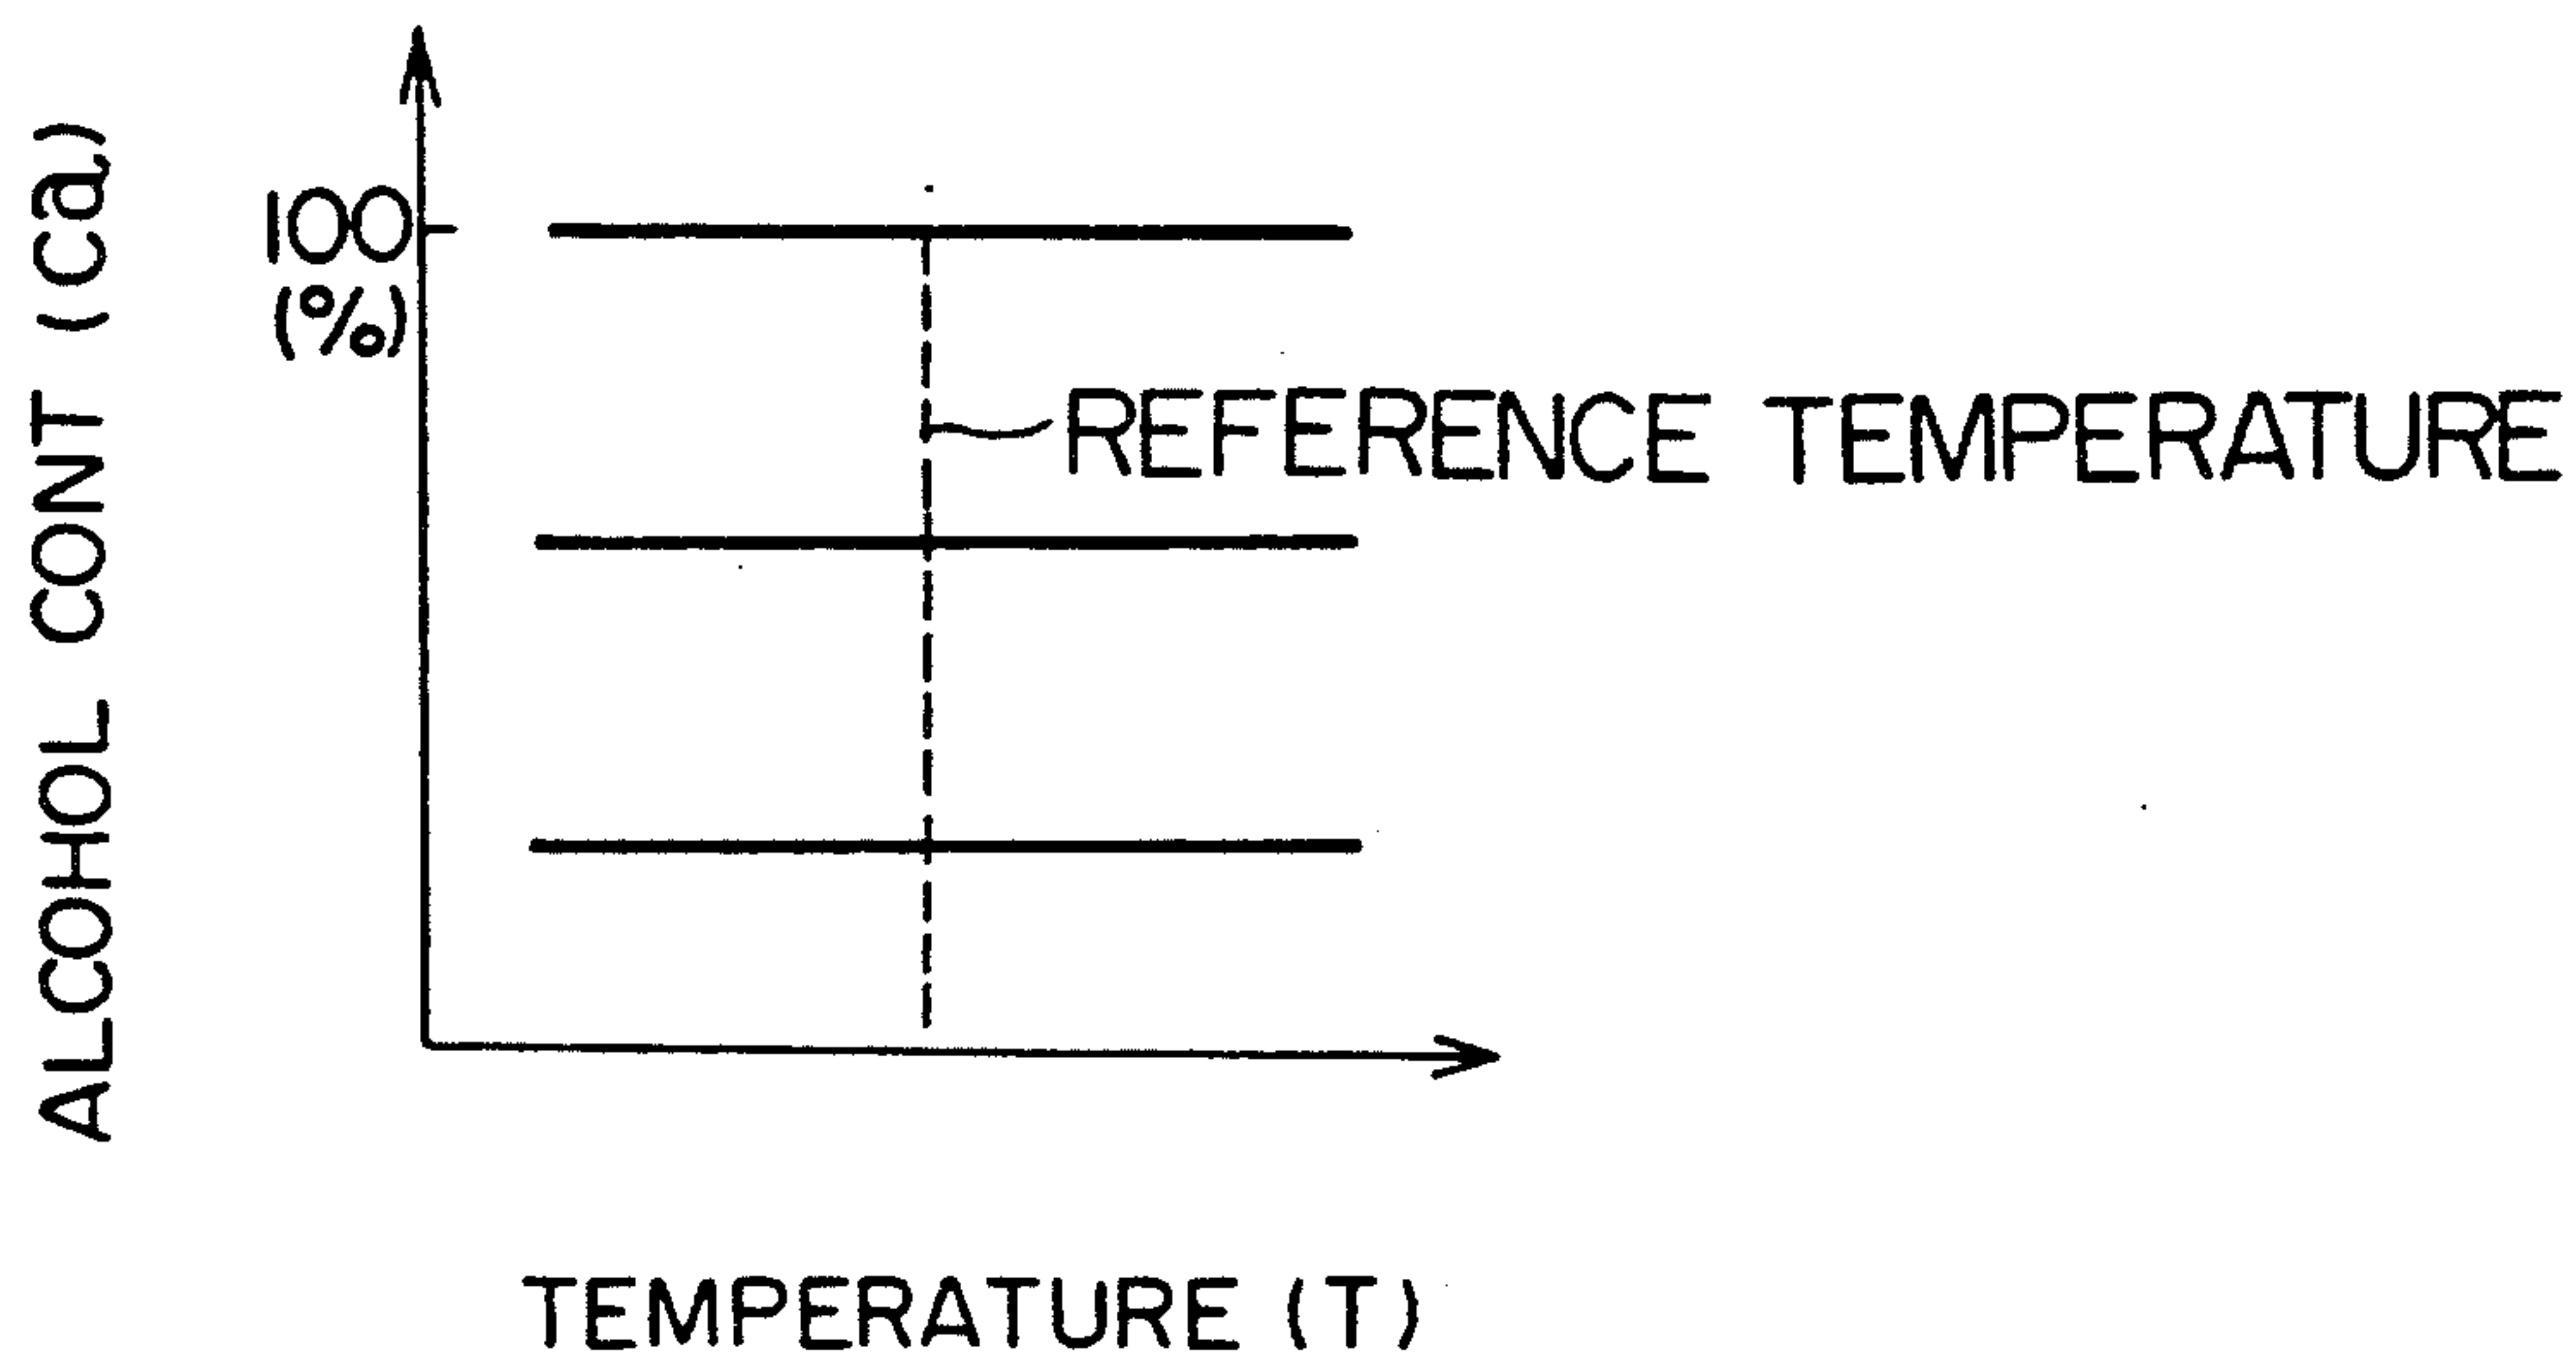 ALCOHOL CONT (Ca)
100
(%)
REFERENCE TEMPERATURE
TEMPERATURE (T)